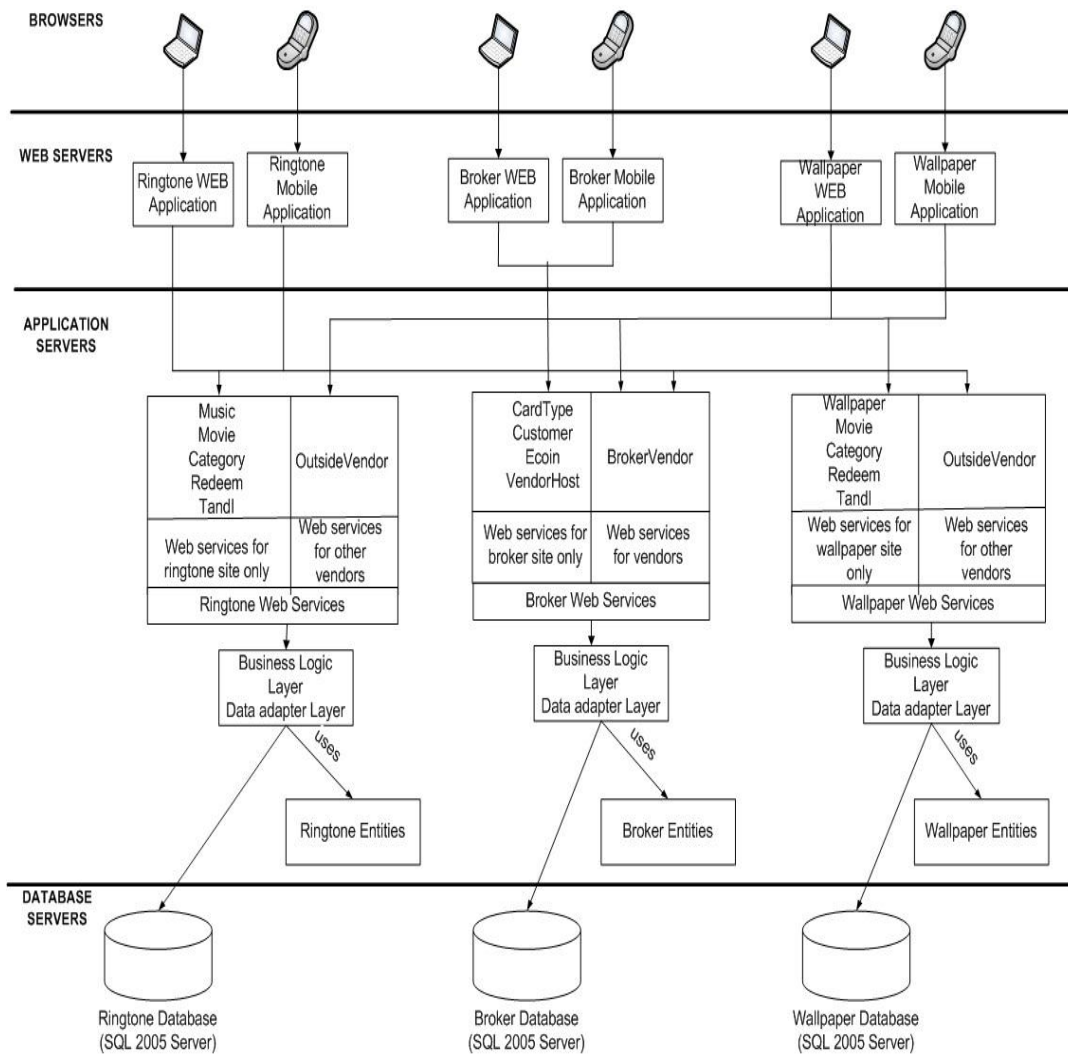 BROWSERS
WEB SERVERS
Ringtone WEB
Application
Ringtone
Mobile
Application
Broker WEB
Application
Broker Mobile
Application
Wallpaper
WEB
Application
Wallpaper
Mobile
Application
APPLICATION
SERVERS
Music
Movie
Category
Redeem
TandI
OutsideVendor
Web services for
ringtone site only
Web services
for other
vendors
Ringtone Web Services
CardType
Customer
Ecoin
VendorHost
BrokerVendor
Web services for
broker site only
Web services
for vendors
Broker Web Services
Wallpaper
Movie
Category
Redeem
TandI
OutsideVendor
Web services for
wallpaper site
only
Web services
for other
vendors
Wallpaper Web Services
Business Logic
Layer
Data adapter Layer
uses
Ringtone Entities
Business Logic
Layer
Data adapter Layer
uses
Broker Entities
Business Logic
Layer
Data adapter Layer
uses
Wallpaper Entities
DATABASE
SERVERS
Ringtone Database
(SQL 2005 Server)
Broker Database
(SQL 2005 Server)
Wallpaper Database
(SQL 2005 Server)